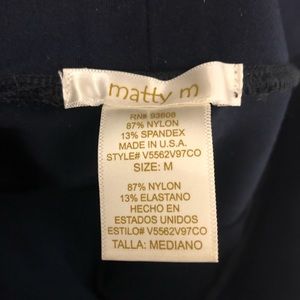 matty m
RN# 93608
87% NYLON
13% SPANDEX
MADE IN U.S.A.
STYLE# V5562V97CO
SIZE: M
87% NYLON
13% ELASTANO
HECHO EN
ESTADOS UNIDOS
ESTILO# V5562V97CO
TALLA: MEDIANO